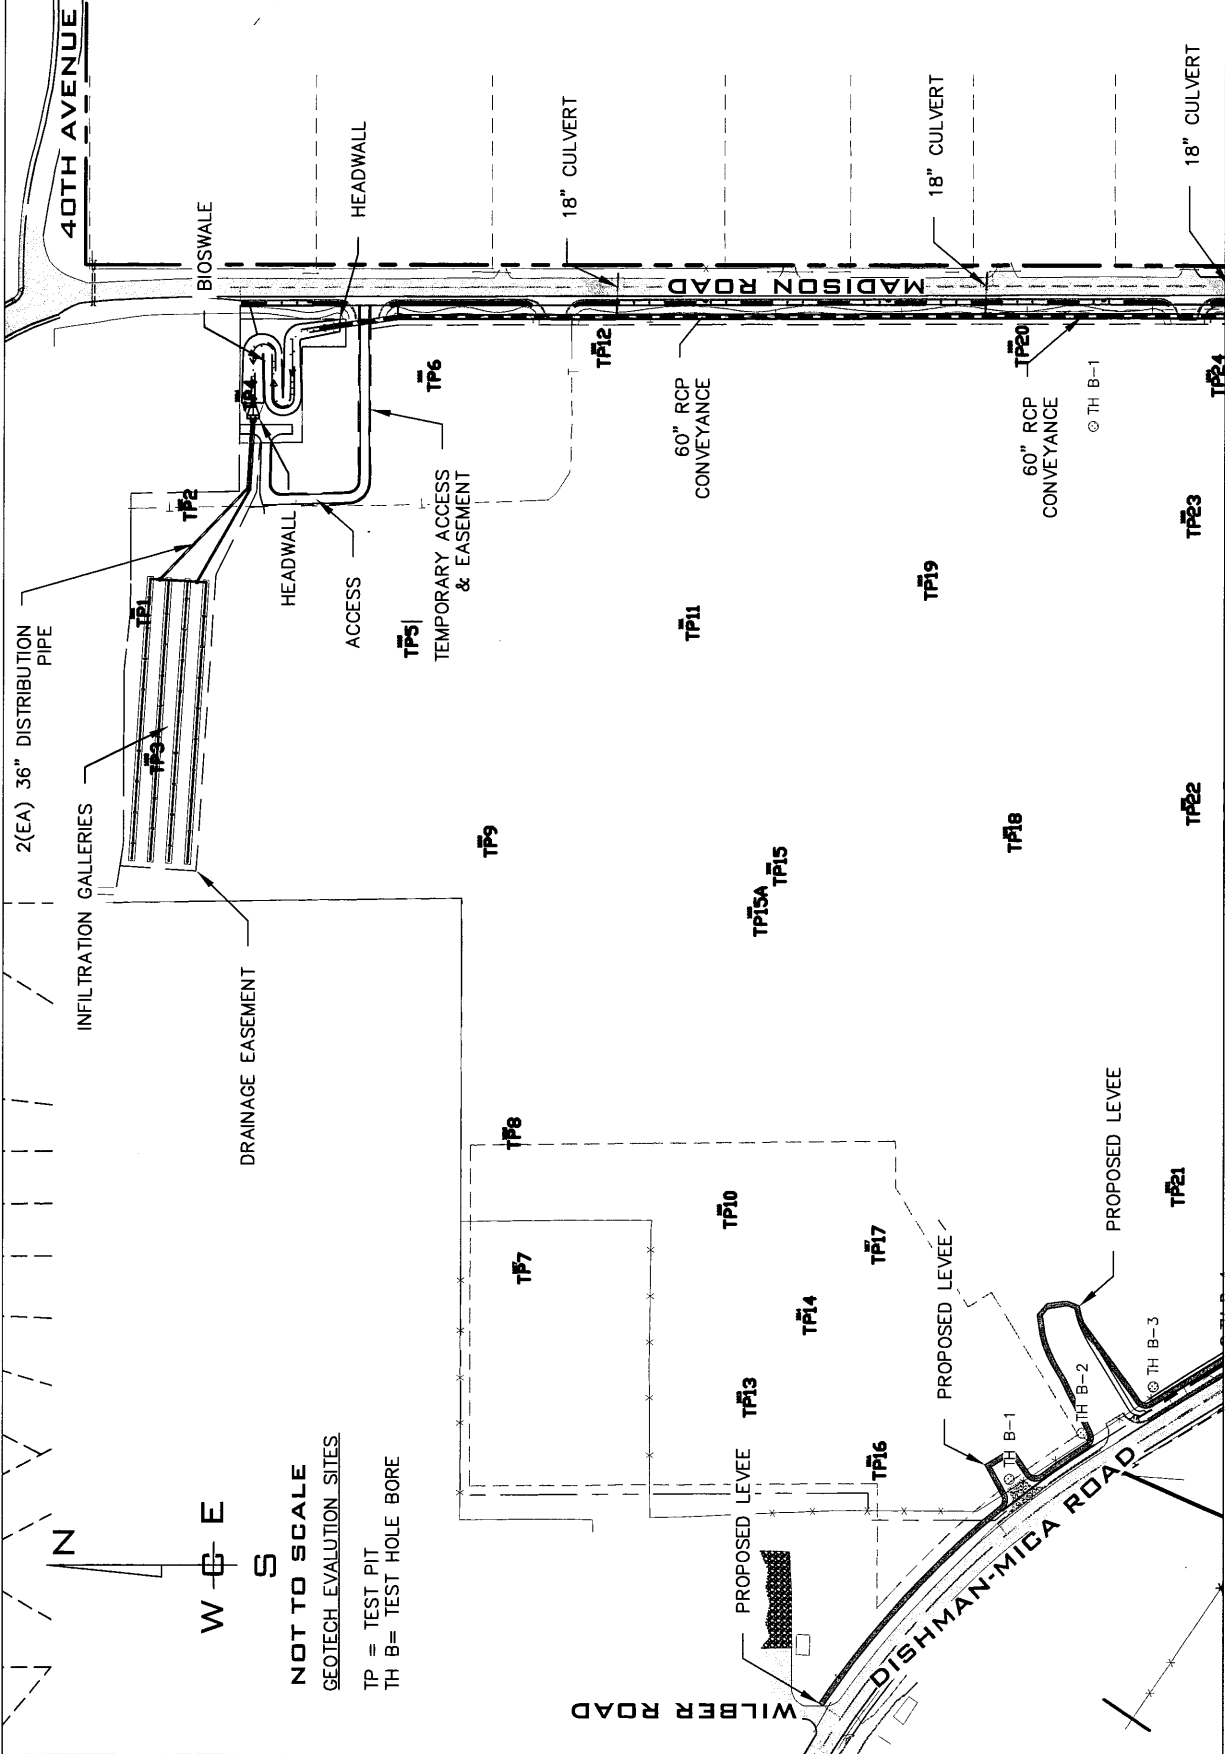 40TH AVENUE
BIOSWALE
HEADWALL
18" CULVERT
18" CULVERT
18" CULVERT
MADISON ROAD
2(EA) 36" DISTRIBUTION
PIPE
INFILTRATION GALLERIES
DRAINAGE EASEMENT
HEADWALL
ACCESS
TEMPORARY ACCESS
& EASEMENT
60" RCP
CONVEYANCE
60" RCP
CONVEYANCE
TH B-1
TP1
TP2
TP3
TP4
TP5
TP6
TP7
TP8
TP9
TP10
TP11
TP12
TP13
TP14
TP15A
TP15
TP16
TP17
TP18
TP19
TP20
TP21
TP22
TP23
TP24
PROPOSED LEVEE
PROPOSED LEVEE
PROPOSED LEVEE
TH B-1
TH B-2
TH B-3
DISHMAN-MICA ROAD
WILBER ROAD
N
W E
S
NOT TO SCALE
GEOTECH EVALUTION SITES
TP = TEST PIT
TH B= TEST HOLE BORE